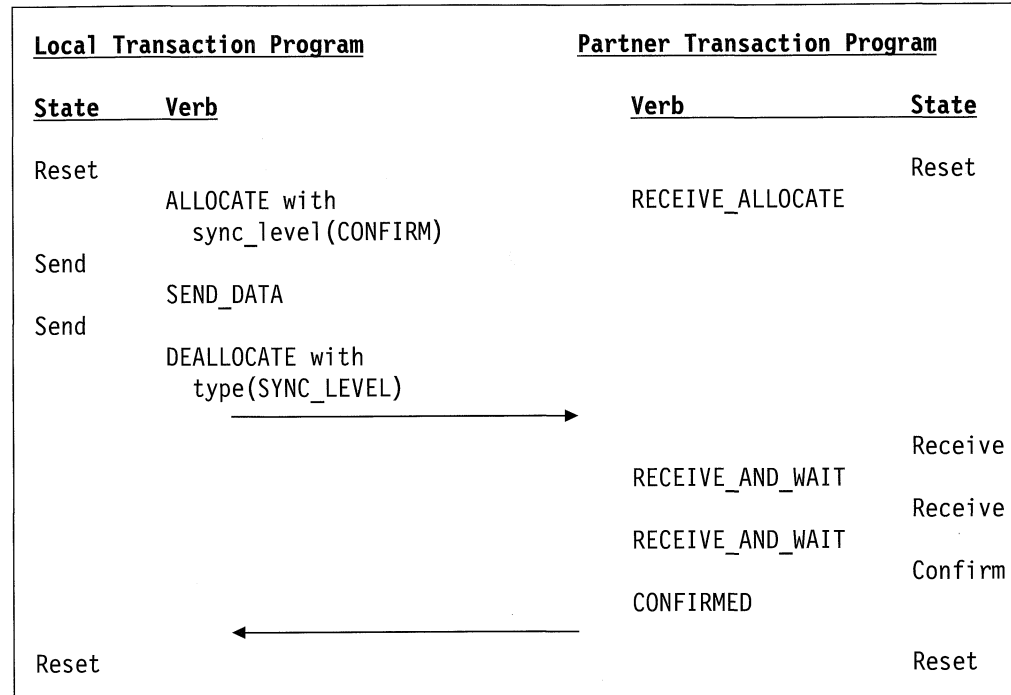 Local Transaction Program Partner Transaction Program
State Verb Verb State
Reset Reset
ALLOCATE with RECEIVE_ALLOCATE
sync_level(CONFIRM)
Send
SEND_DATA
Send
DEALLOCATE with
type(SYNC_LEVEL)
Receive
RECEIVE_AND_WAIT
Receive
RECEIVE_AND_WAIT
Confirm
CONFIRMED
Reset Reset